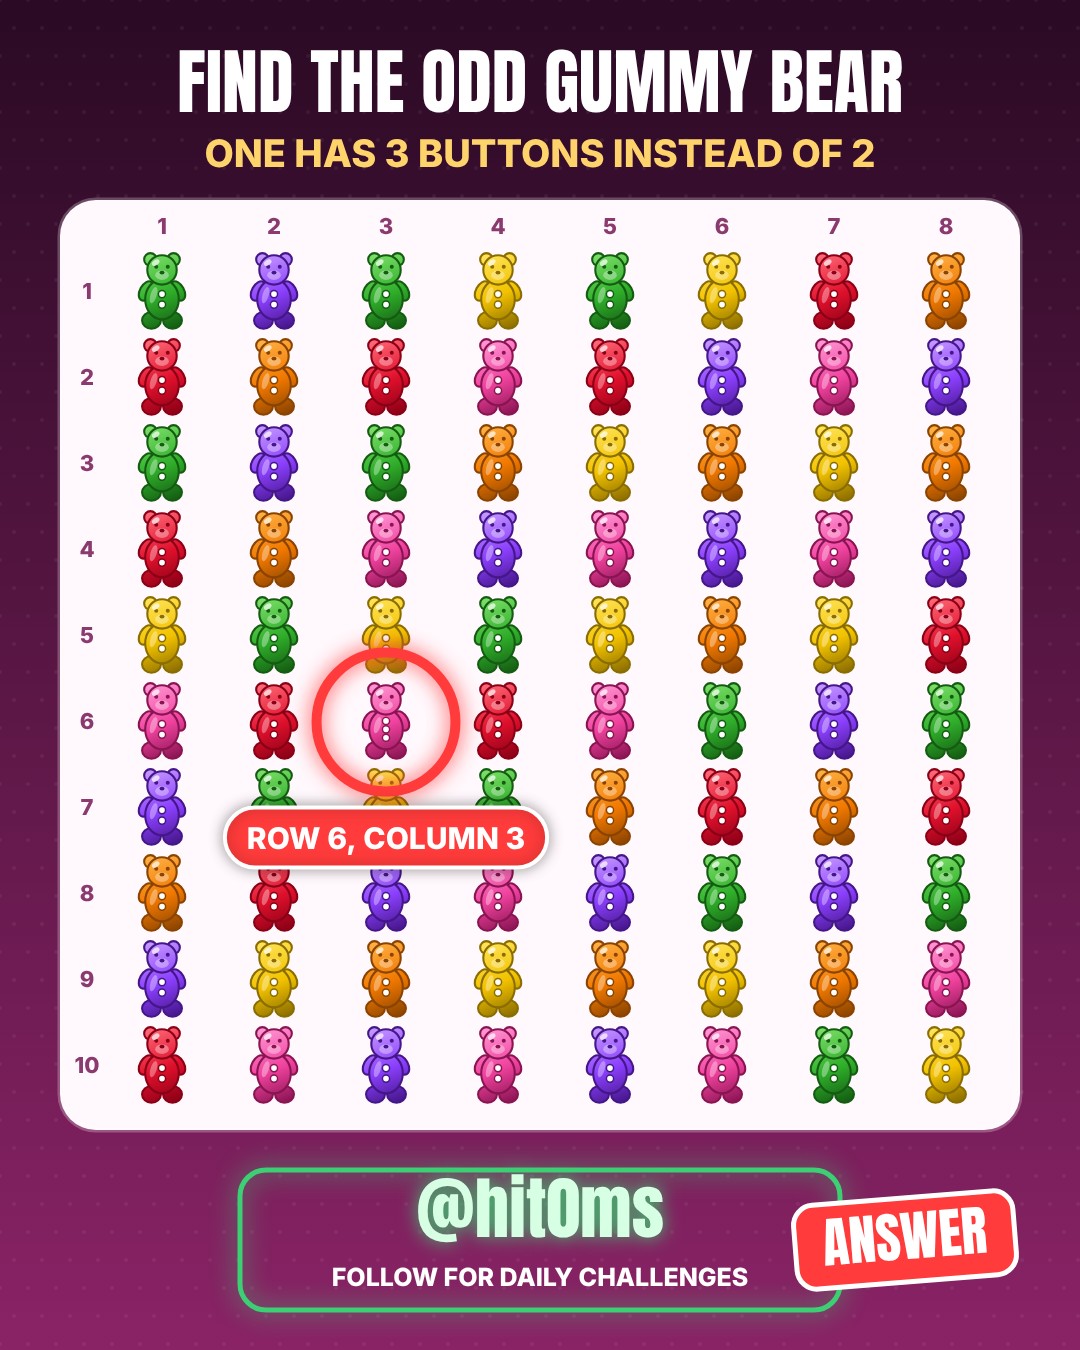 FIND THE ODD GUMMY BEAR
ONE HAS 3 BUTTONS INSTEAD OF 2
1 2 3 4 5 6 7 8
1
2
3
4
5
6
7
ROW 6, COLUMN 3
8
9
10
@hit0ms
FOLLOW FOR DAILY CHALLENGES
ANSWER